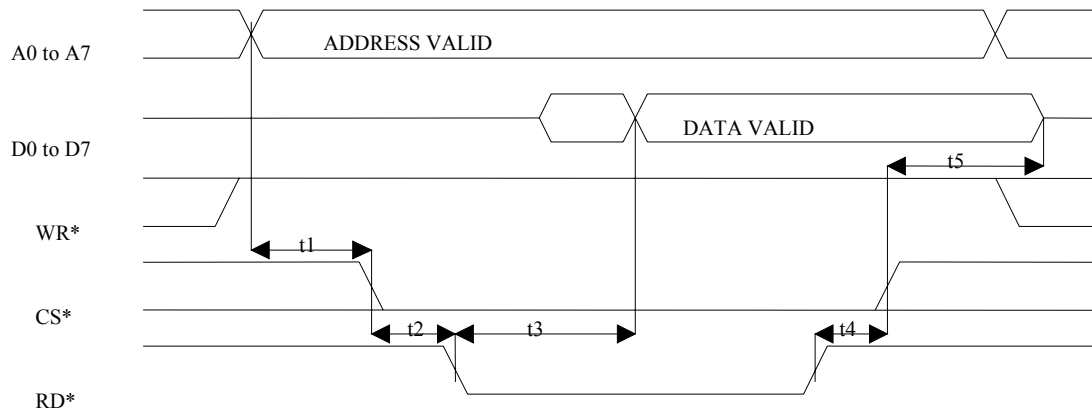 ADDRESS VALID
A0 to A7
DATA VALID
D0 to D7
t5
WR*
t1
CS*
t2 t3 t4
RD*